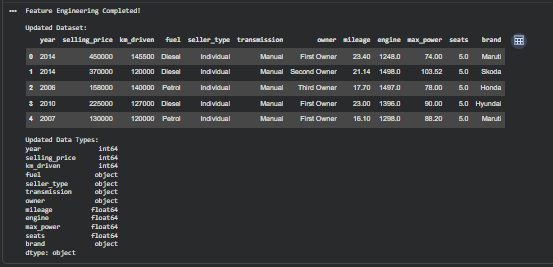 Feature Engineering Completed!
Updated Dataset:
year selling_price km_driven fuel seller_type transmission owner mileage engine max_power seats brand
0 2014 450000 145500 Diesel Individual Manual First Owner 23.40 1248.0 74.00 5.0 Maruti
1 2014 370000 120000 Diesel Individual Manual Second Owner 21.14 1498.0 103.52 5.0 Skoda
2 2006 158000 140000 Petrol Individual Manual Third Owner 17.70 1497.0 78.00 5.0 Honda
3 2010 225000 127000 Diesel Individual Manual First Owner 23.00 1396.0 90.00 5.0 Hyundai
4 2007 130000 120000 Petrol Individual Manual First Owner 16.10 1298.0 88.20 5.0 Maruti
Updated Data Types:
year int64
selling_price int64
km_driven int64
fuel object
seller_type object
transmission object
owner object
mileage float64
engine float64
max_power float64
seats float64
brand object
dtype: object